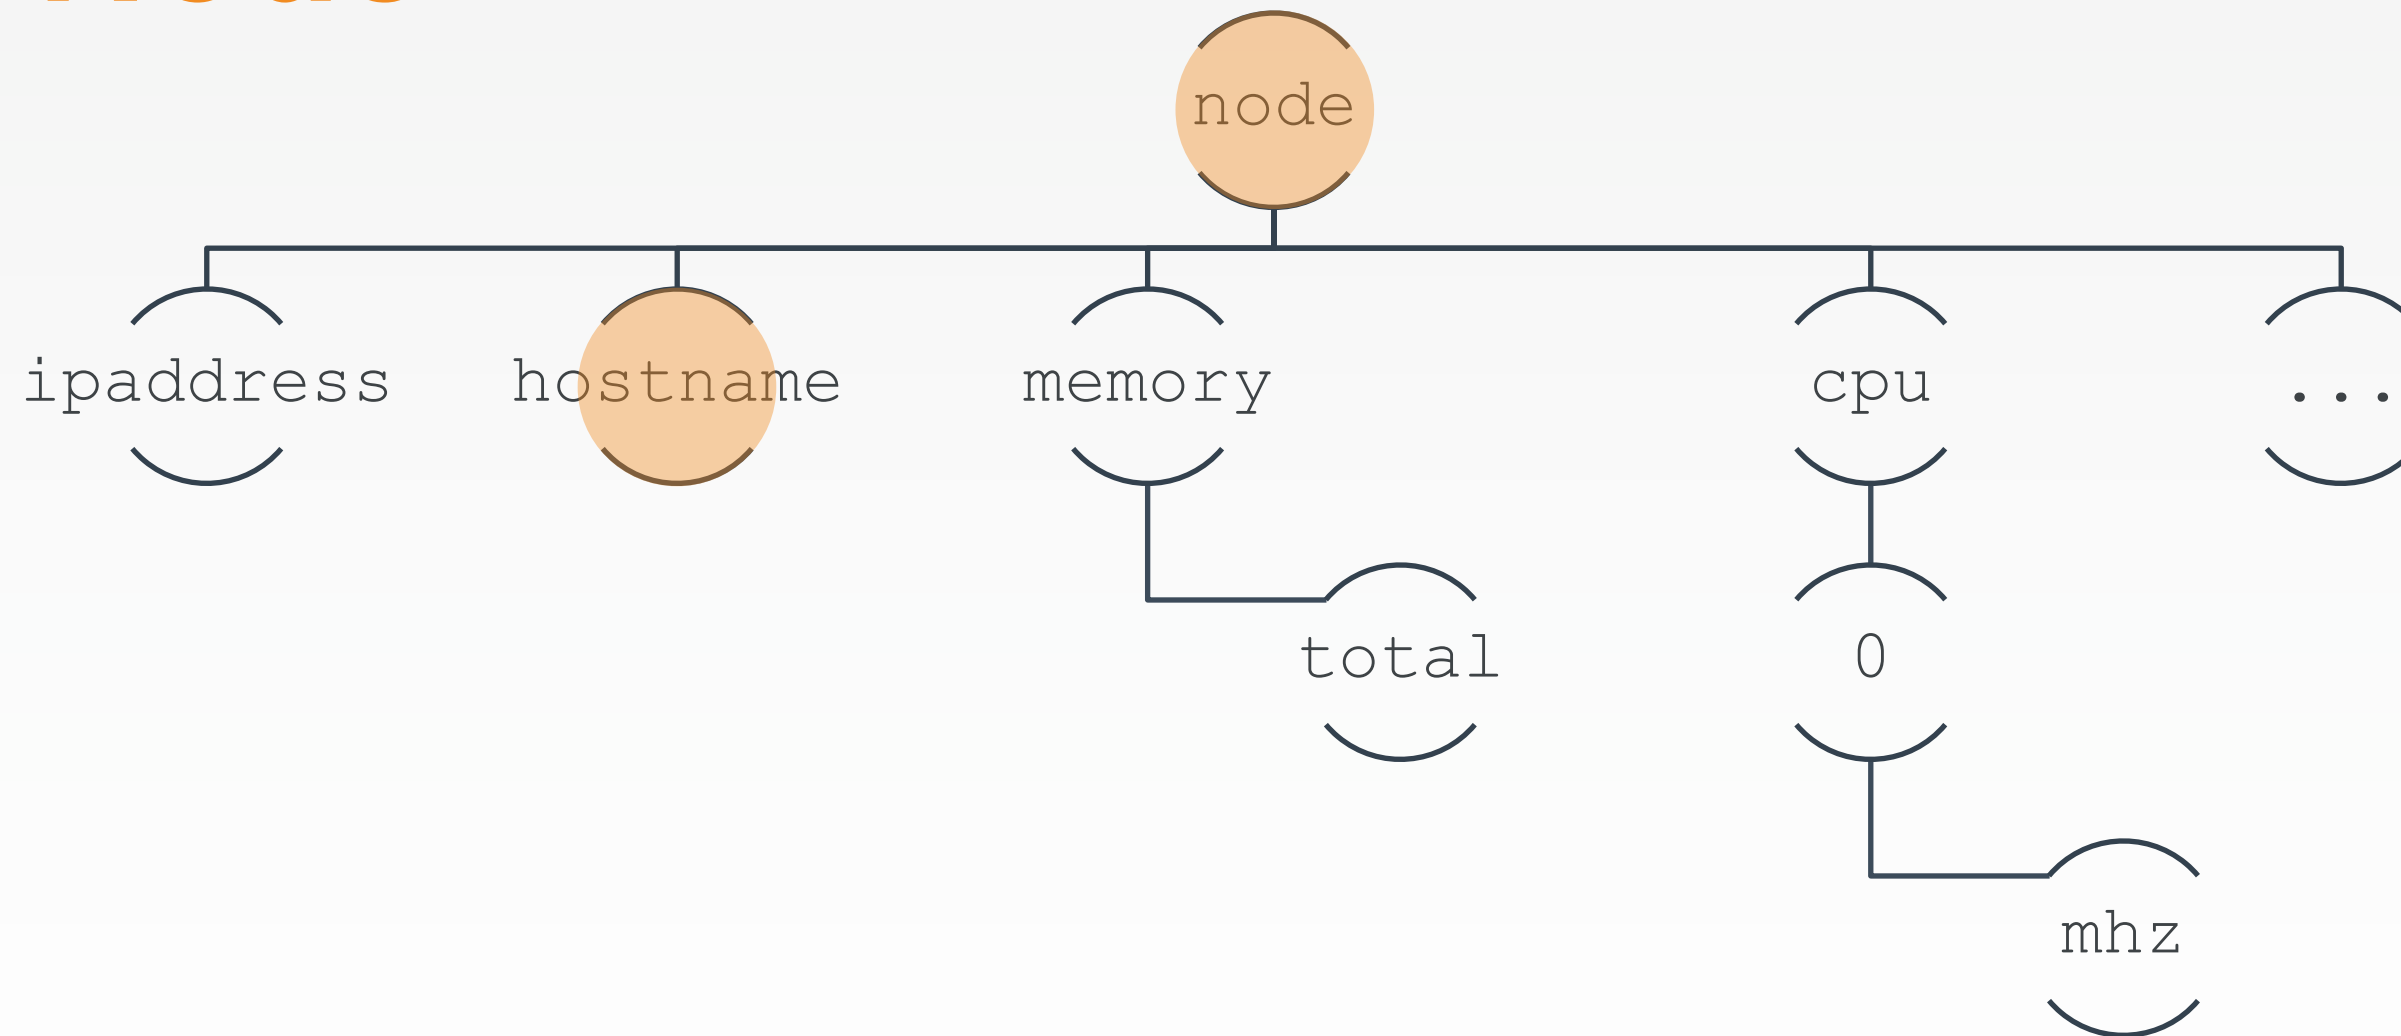 node
ipaddress hostname memory cpu ...
total 0
mhz